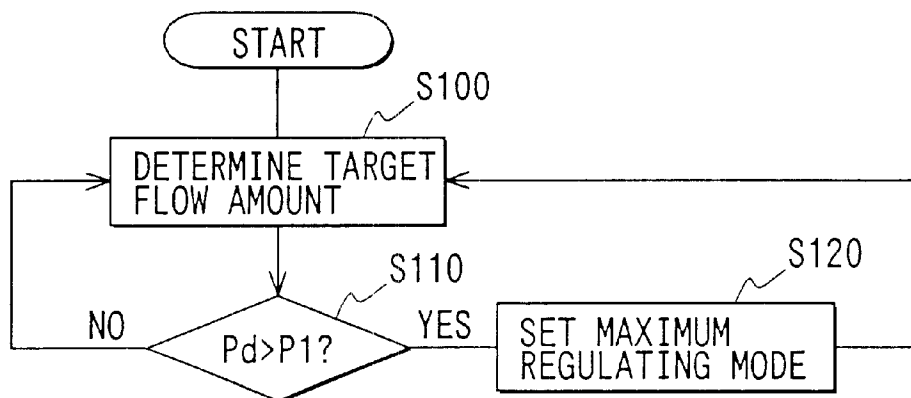 START
S100
DETERMINE TARGET
FLOW AMOUNT
S110
NO
Pd>P1?
YES
S120
SET MAXIMUM
REGULATING MODE